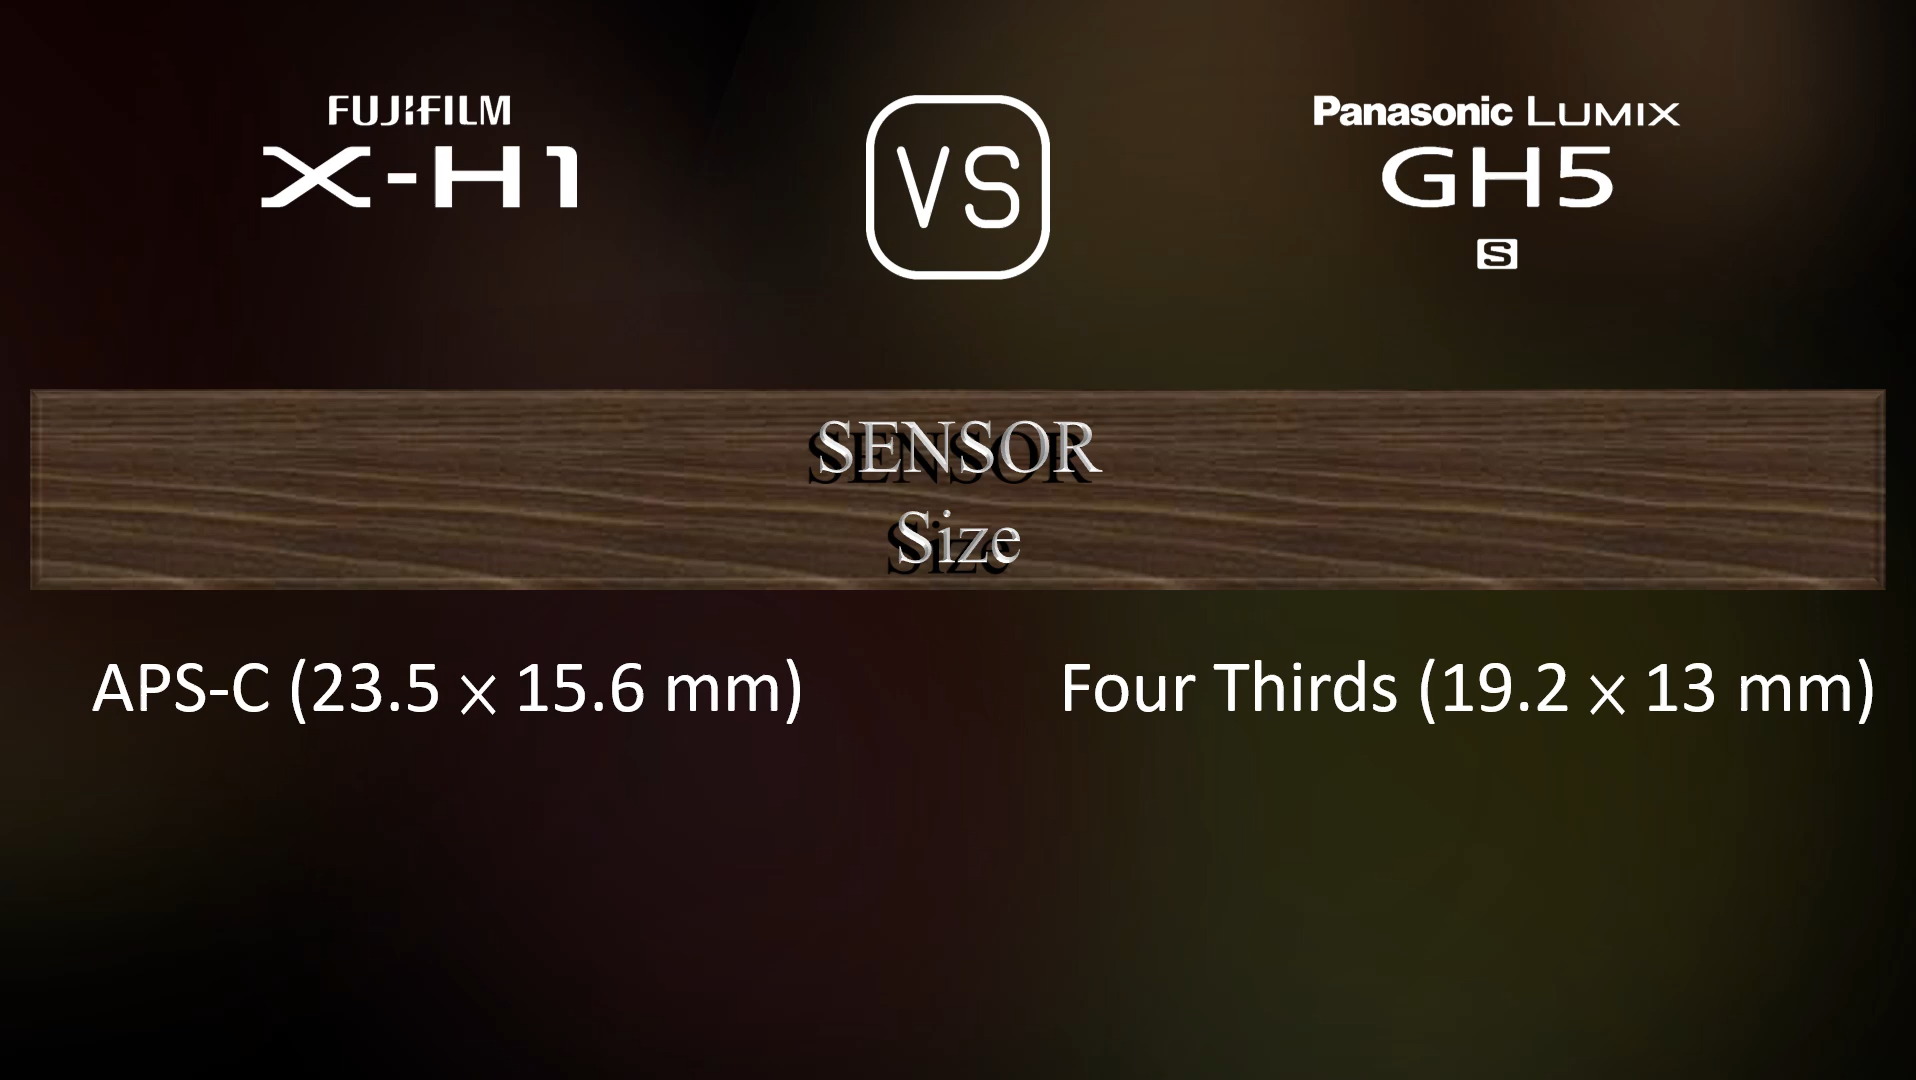 FUJIFILM
X-H1
VS
Panasonic LUMIX
GH5
S
SENSOR
Size
APS-C (23.5 x 15.6 mm)
Four Thirds (19.2 x 13 mm)